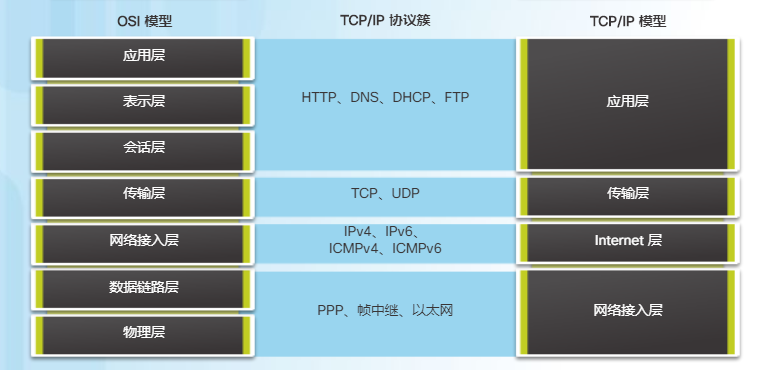 OSI 模型
TCP/IP 协议簇
TCP/IP 模型
应用层
表示层
会话层
传输层
网络接入层
数据链路层
物理层
HTTP、DNS、DHCP、FTP
TCP、UDP
IPv4、IPv6、
ICMPv4、ICMPv6
PPP、帧中继、以太网
应用层
传输层
Internet 层
网络接入层